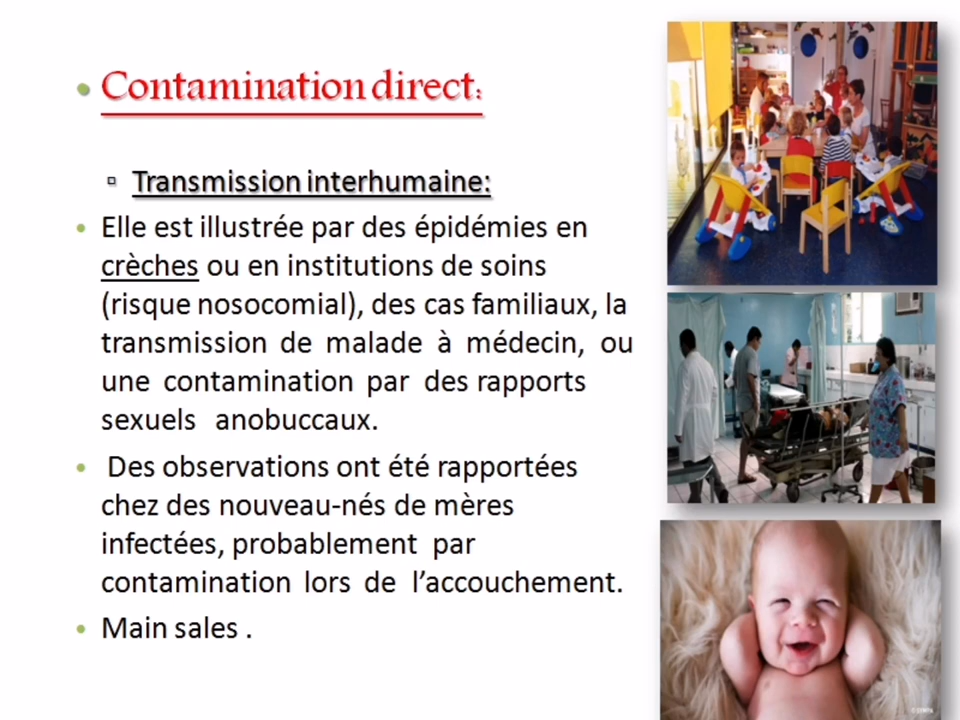 • Contamination direct:
▫ Transmission interhumaine:
• Elle est illustrée par des épidémies en
crèches ou en institutions de soins
(risque nosocomial), des cas familiaux, la
transmission de malade à médecin, ou
une contamination par des rapports
sexuels anobuccaux.
• Des observations ont été rapportées
chez des nouveau-nés de mères
infectées, probablement par
contamination lors de l’accouchement.
• Main sales .